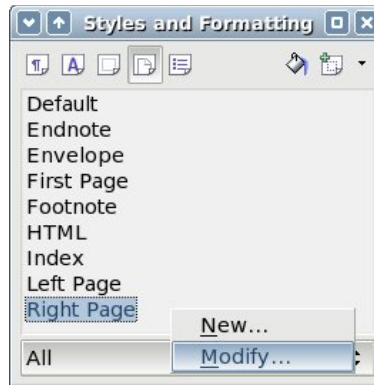 Styles and Formatting
Default
Endnote
Envelope
First Page
Footnote
HTML
Index
Left Page
Right Page
New...
All
Modify...